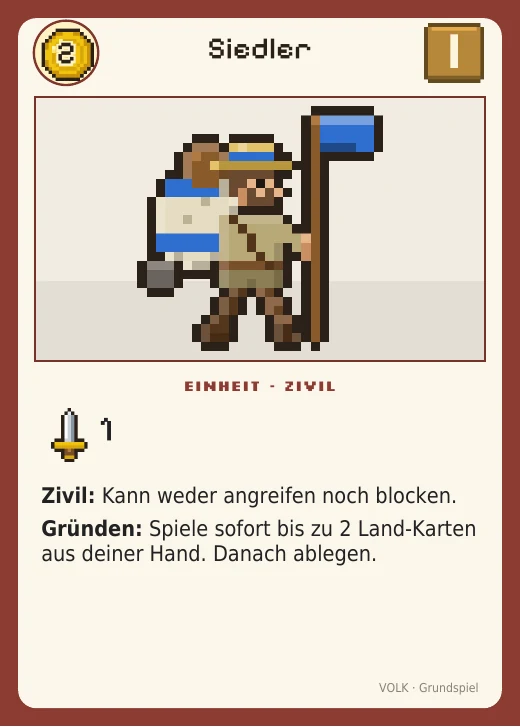 2
Siedler
I
EINHEIT - ZIVIL
1
Zivil: Kann weder angreifen noch blocken.
Gründen: Spiele sofort bis zu 2 Land-Karten
aus deiner Hand. Danach ablegen.
VOLK · Grundspiel